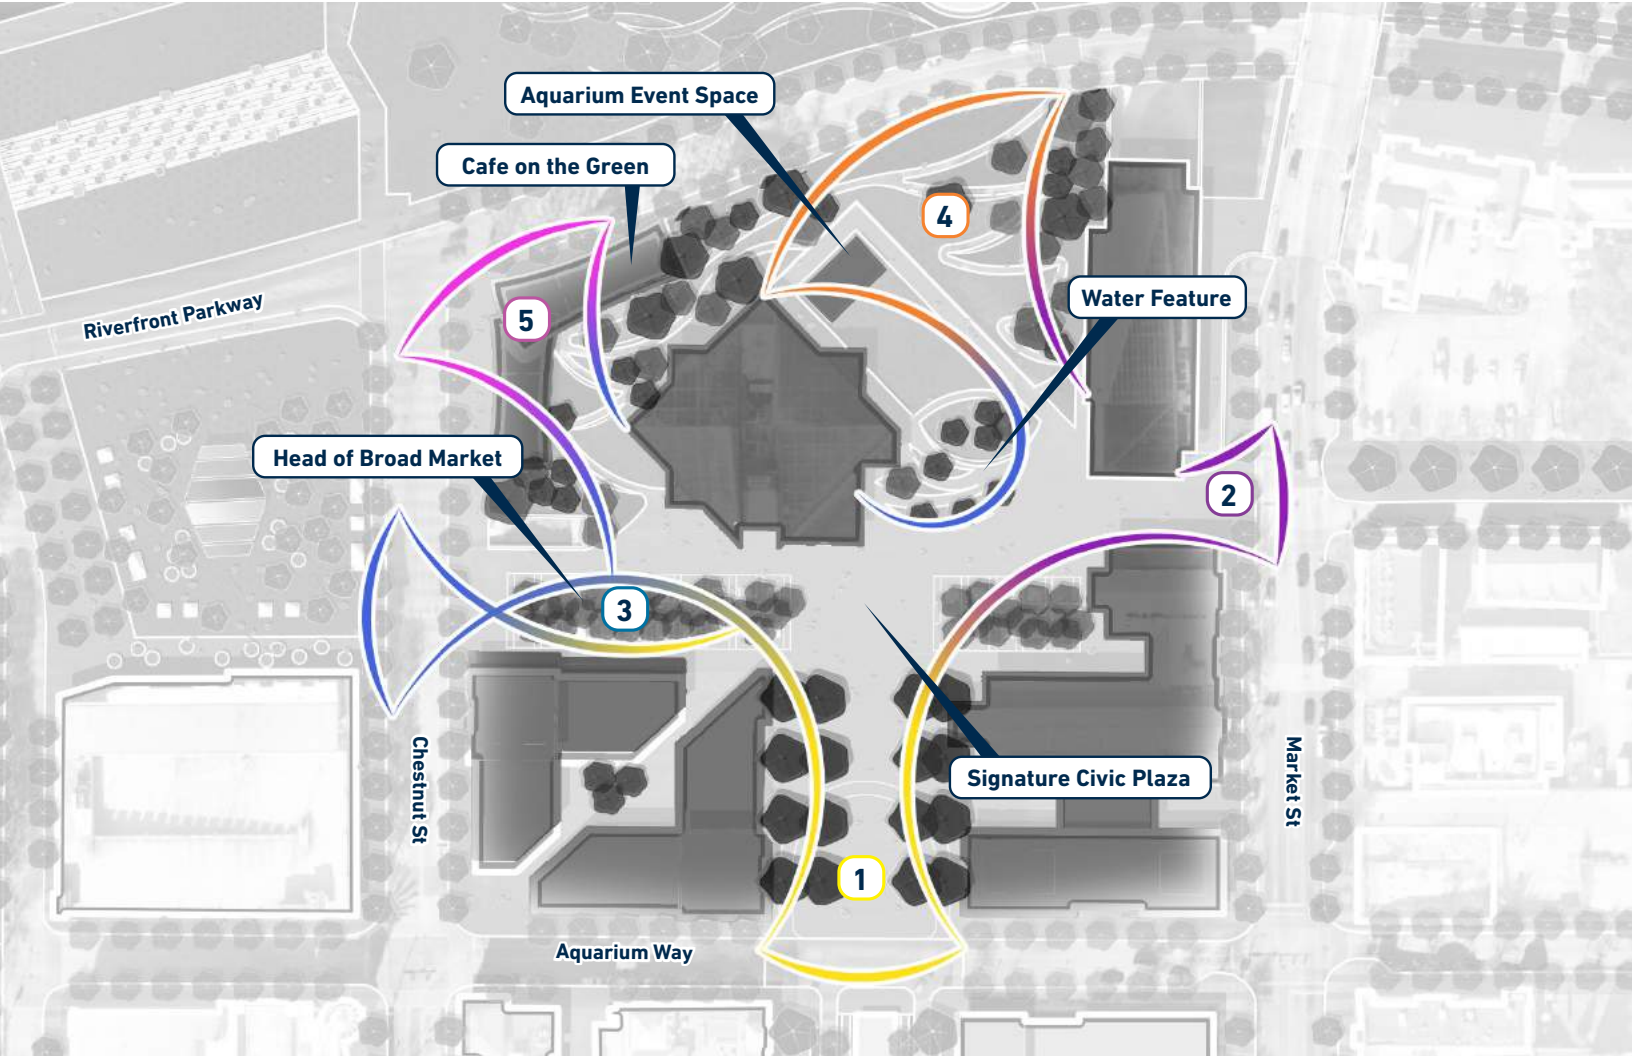 Aquarium Event Space
Cafe on the Green
4
Water Feature
Riverfront Parkway
5
Head of Broad Market
2
3
Signature Civic Plaza
Chestnut St
Market St
1
Aquarium Way